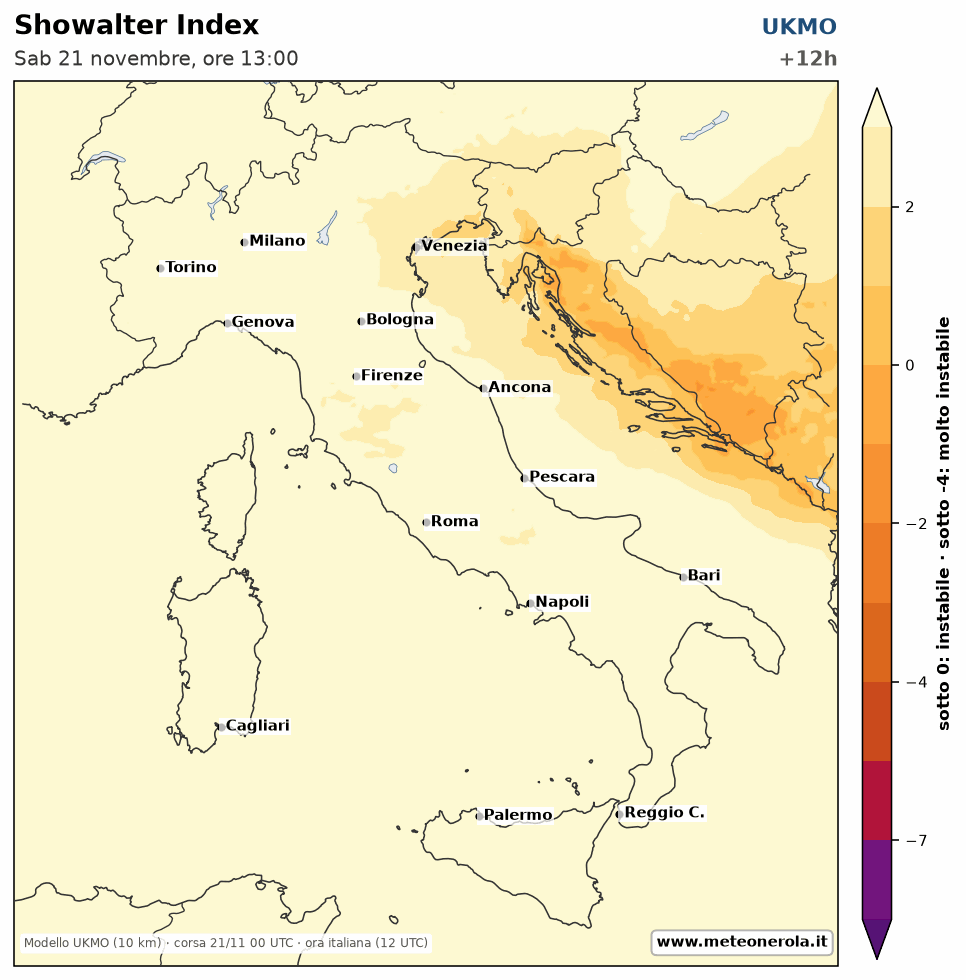 Showalter Index
UKMO
Sab 21 novembre, ore 13:00
+12h
Milano
Venezia
Torino
Genova
Bologna
Firenze
Ancona
Pescara
Roma
Bari
Napoli
Cagliari
Palermo
Reggio C.
2
0
−2
−4
−7
sotto 0: instabile · sotto -4: molto instabile
Modello UKMO (10 km) · corsa 21/11 00 UTC · ora italiana (12 UTC)
www.meteonerola.it